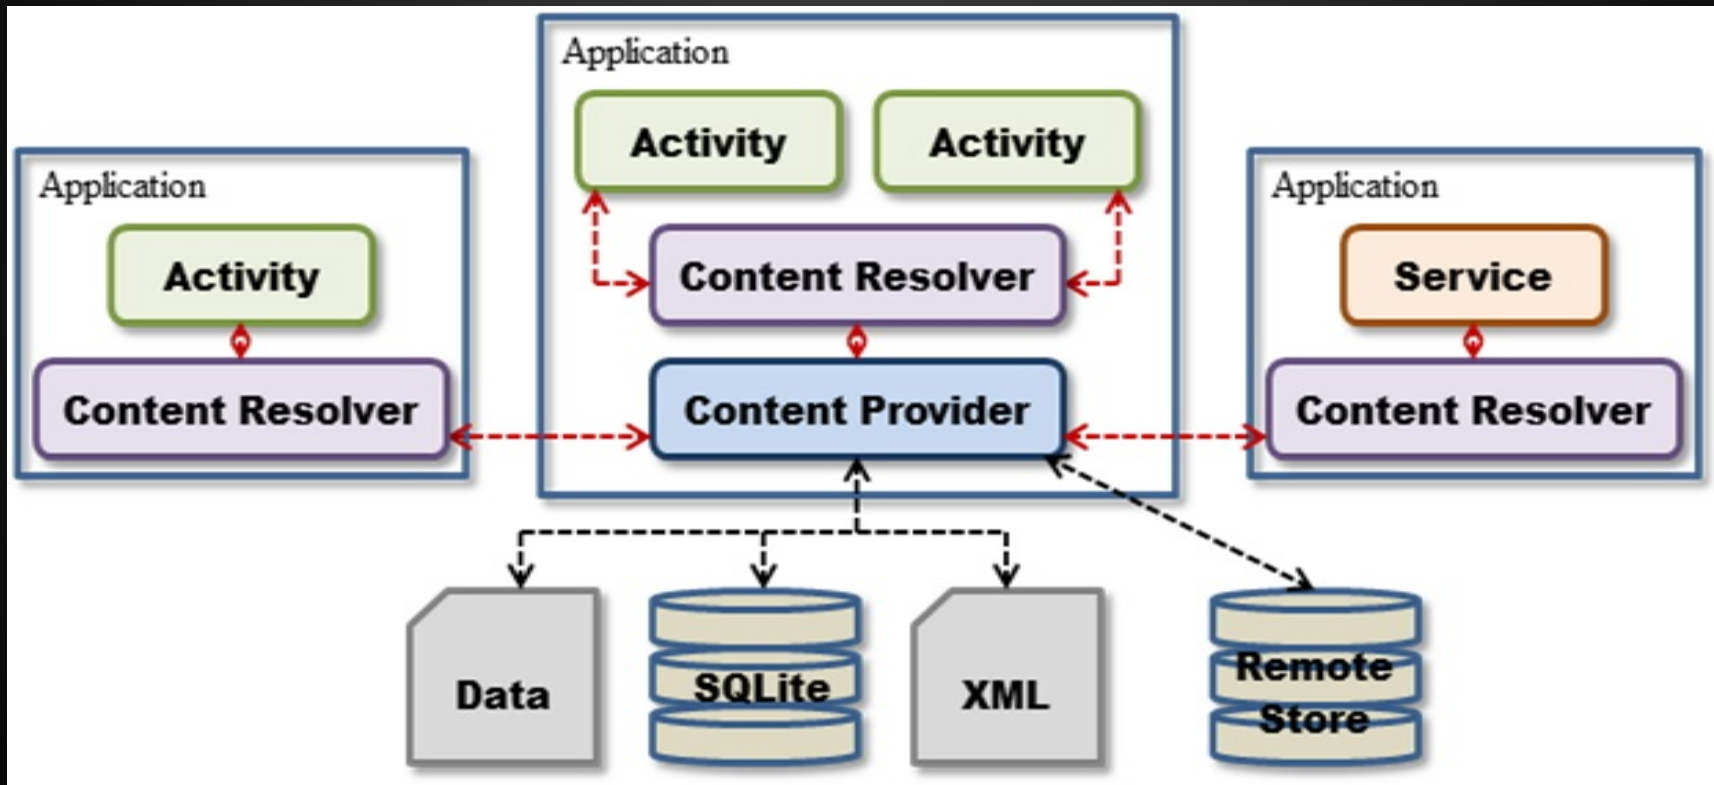 Application
Activity
Activity
Content Resolver
Content Provider
Application
Activity
Content Resolver
Application
Service
Content Resolver
Data
SQLite
XML
Remote
Store